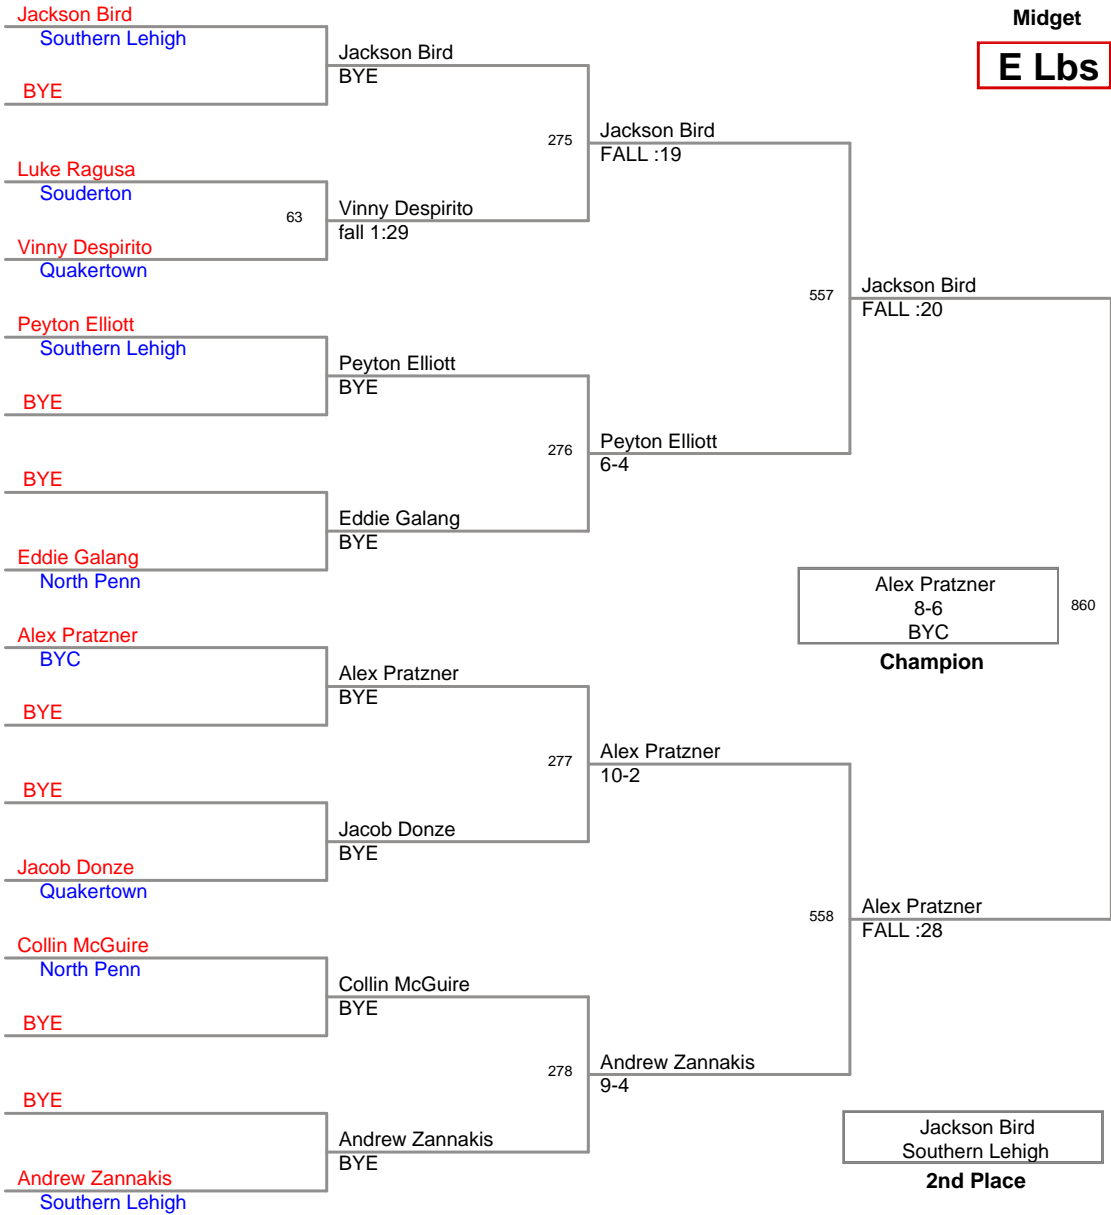 Midget
E Lbs
Jackson Bird
Southern Lehigh
BYE
Luke Ragusa
Souderton
63
Vinny Despirito
Quakertown
Peyton Elliott
Southern Lehigh
BYE
BYE
Eddie Galang
North Penn
Alex Pratzner
BYC
BYE
BYE
Jacob Donze
Quakertown
Collin McGuire
North Penn
BYE
BYE
Andrew Zannakis
Southern Lehigh
Jackson Bird
BYE
275
Vinny Despirito
fall 1:29
Peyton Elliott
BYE
276
Eddie Galang
BYE
Alex Pratzner
BYE
277
Jacob Donze
BYE
Collin McGuire
BYE
278
Andrew Zannakis
BYE
Jackson Bird
FALL :19
557
Peyton Elliott
6-4
Alex Pratzner
10-2
558
Andrew Zannakis
9-4
Jackson Bird
FALL :20
Alex Pratzner
8-6
BYC
860
Champion
Alex Pratzner
FALL :28
Jackson Bird
Southern Lehigh
2nd Place